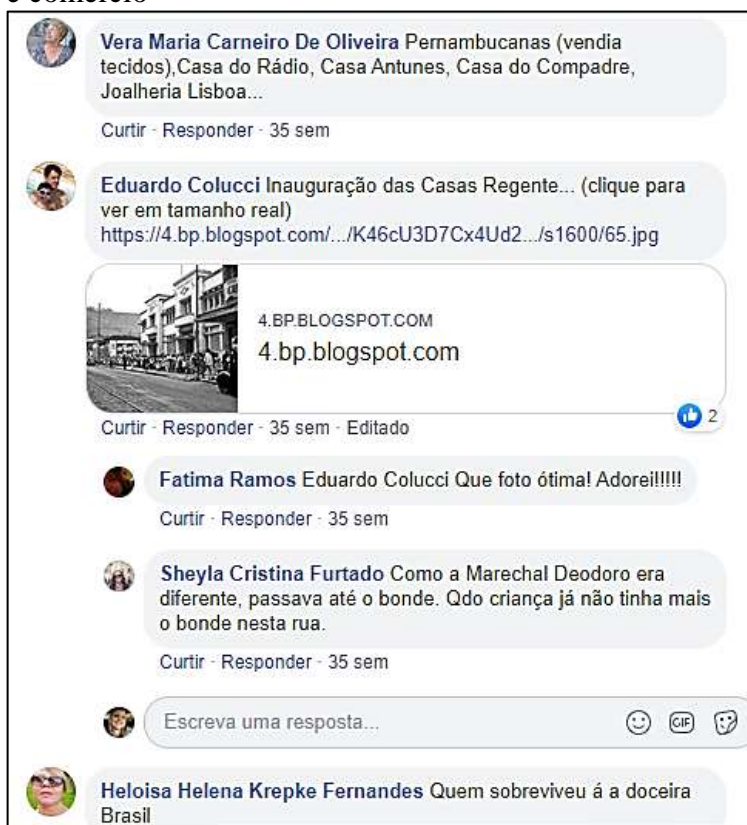 e comércio
Vera Maria Carneiro De Oliveira Pernambucanas (vendia
tecidos),Casa do Rádio, Casa Antunes, Casa do Compadre,
Joalheria Lisboa...
Curtir · Responder · 35 sem
Eduardo Colucci Inauguração das Casas Regente... (clique para
ver em tamanho real)
https://4.bp.blogspot.com/.../K46cU3D7Cx4Ud2.../s1600/65.jpg
4.BP.BLOGSPOT.COM
4.bp.blogspot.com
2
Curtir · Responder · 35 sem · Editado
Fatima Ramos Eduardo Colucci Que foto ótima! Adorei!!!!!
Curtir · Responder · 35 sem
Sheyla Cristina Furtado Como a Marechal Deodoro era
diferente, passava até o bonde. Qdo criança já não tinha mais
o bonde nesta rua.
Curtir · Responder · 35 sem
Escreva uma resposta...
GIF
Heloisa Helena Krepke Fernandes Quem sobreviveu á a doceira
Brasil